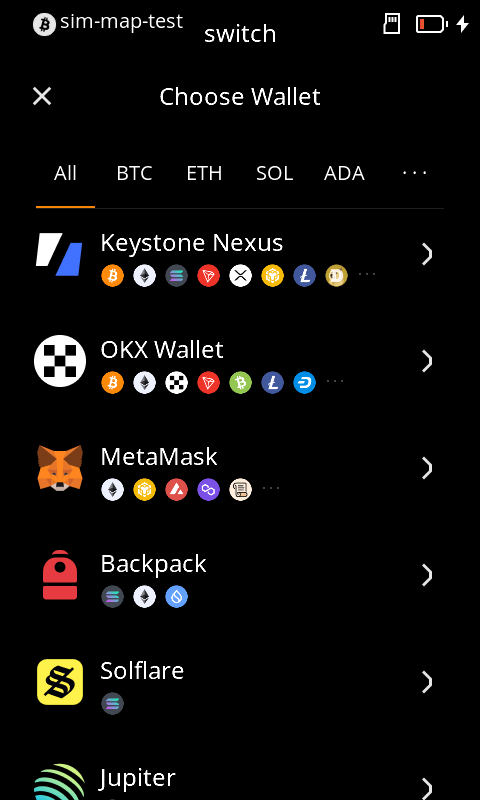 sim-map-test
switch
Choose Wallet
All BTC ETH SOL ADA ...
Keystone Nexus
OKX Wallet
MetaMask
Backpack
Solflare
Jupiter